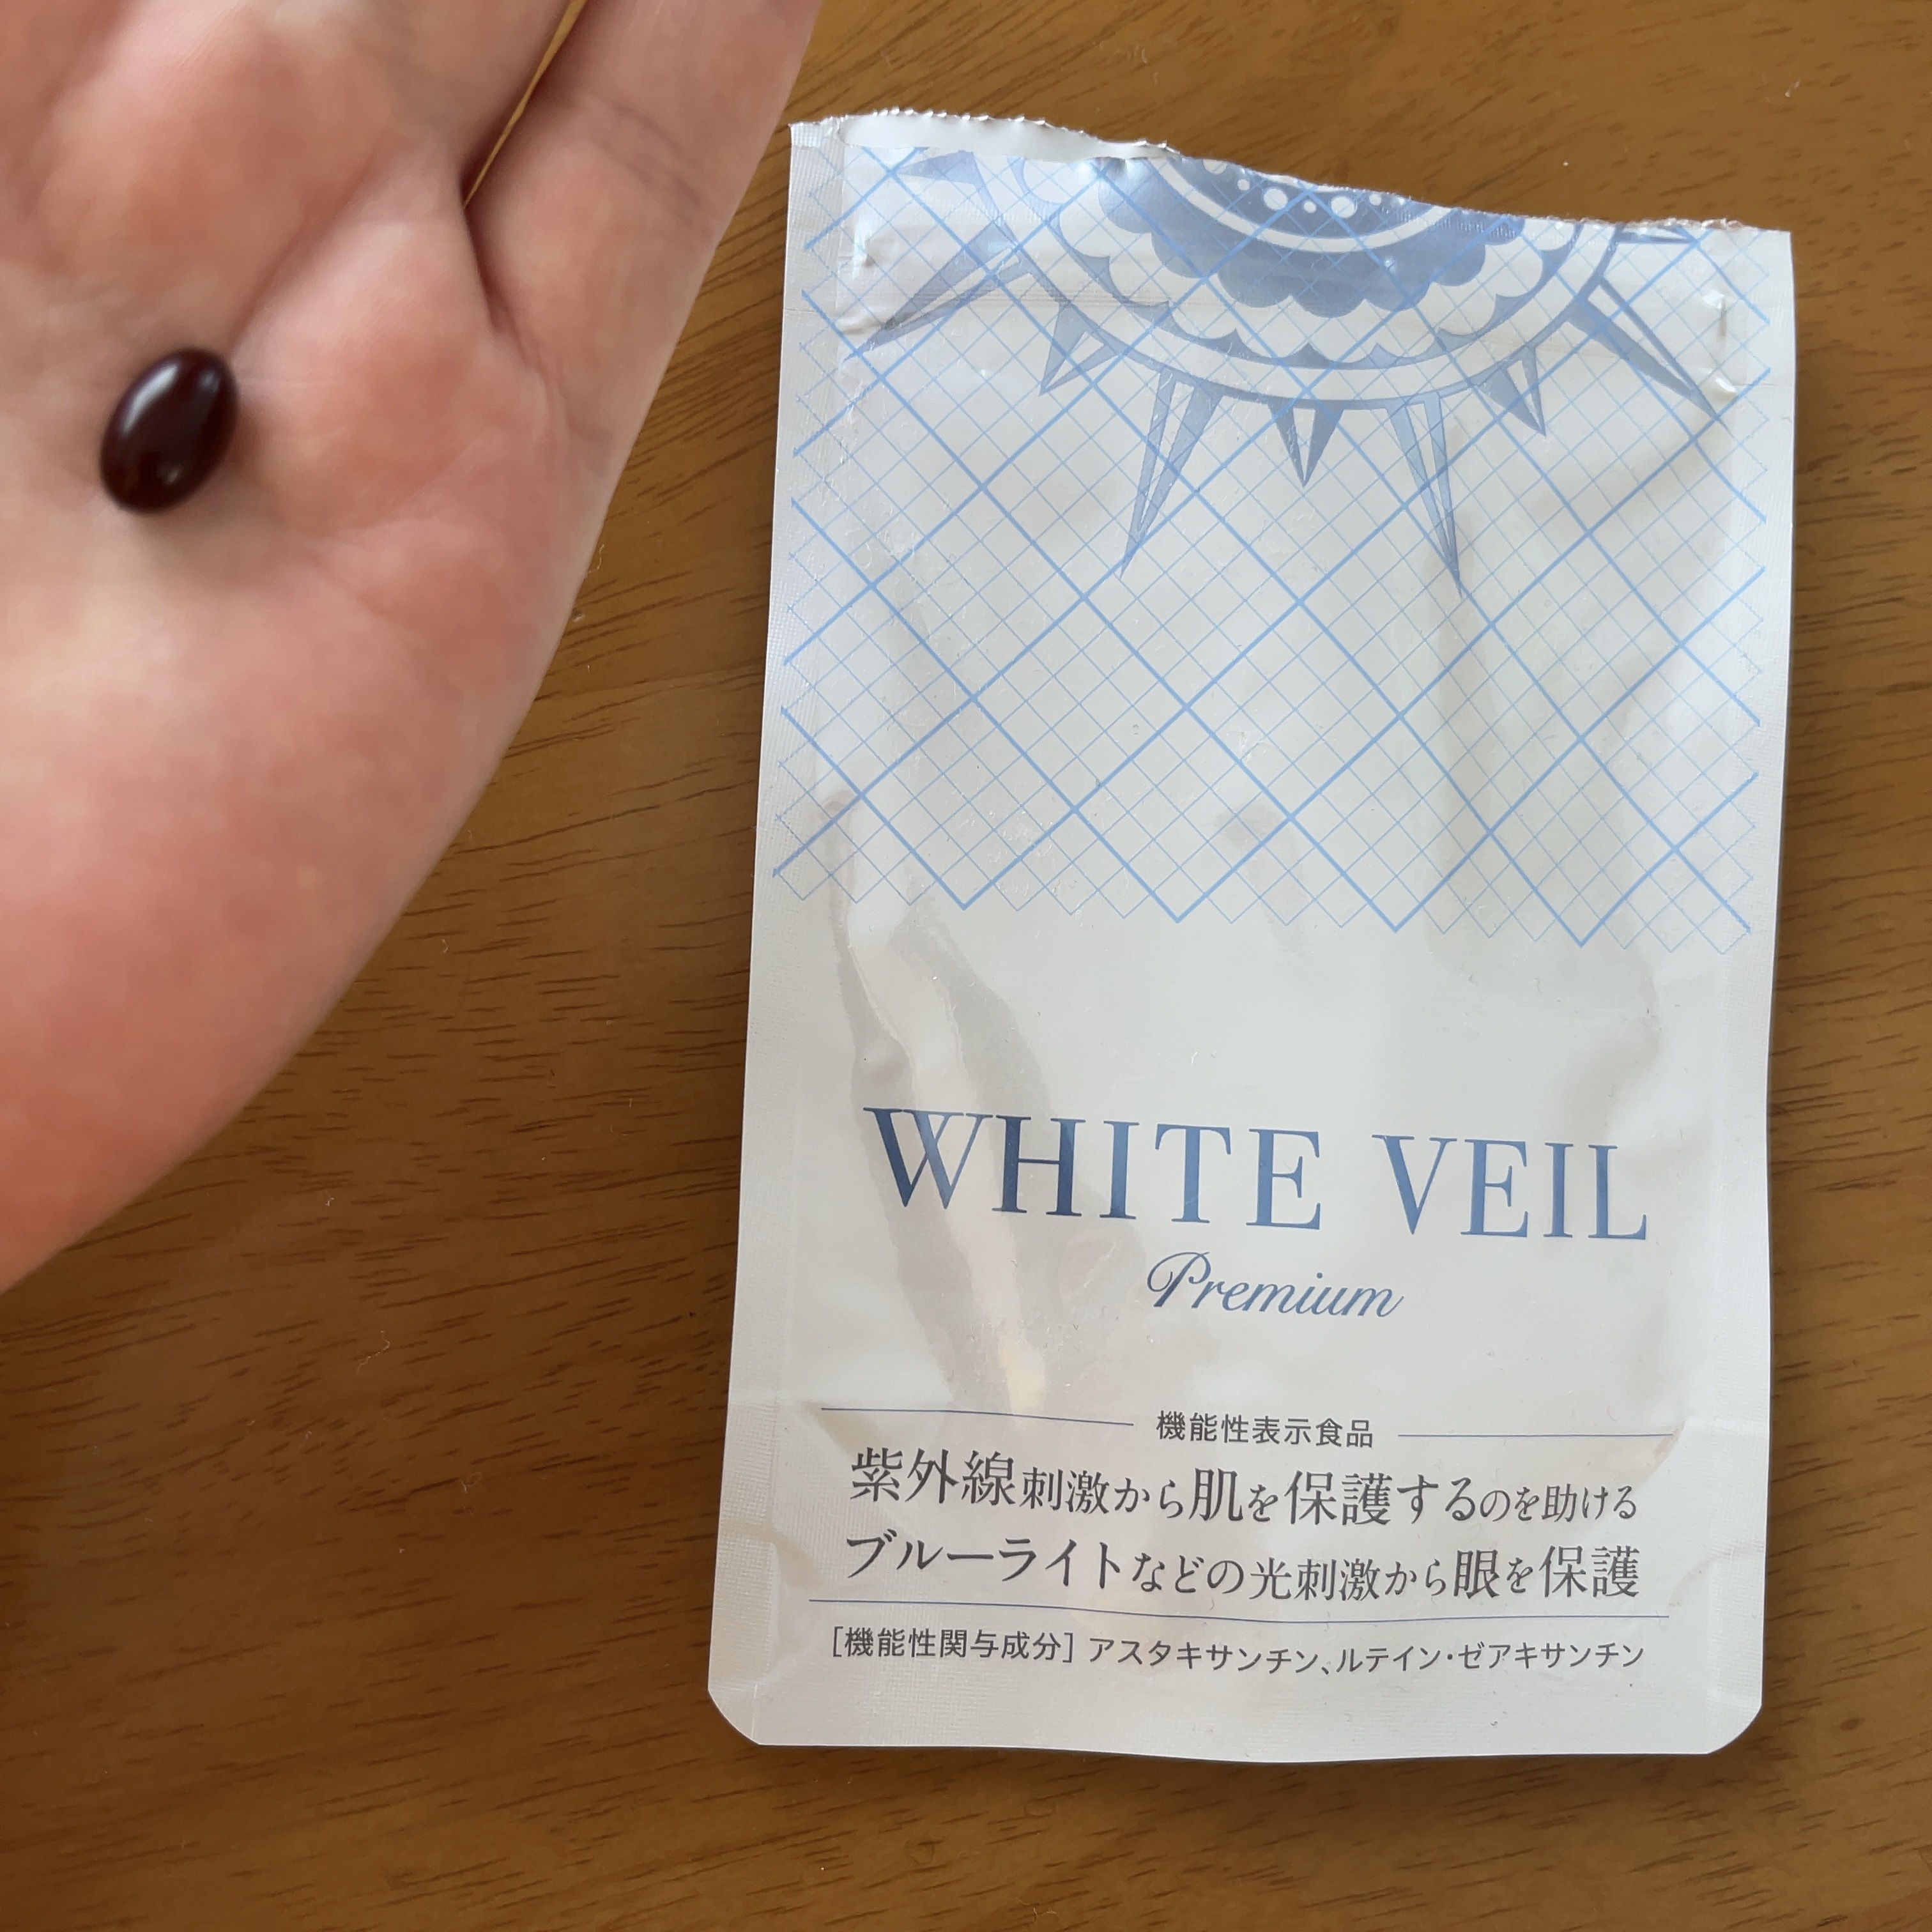 WHITE VEIL
Premium
機能性表示食品
紫外線刺激から肌を保護するのを助ける
ブルーライトなどの光刺激から眼を保護
[機能性関与成分] アスタキサンチン、ルテイン・ゼアキサンチン